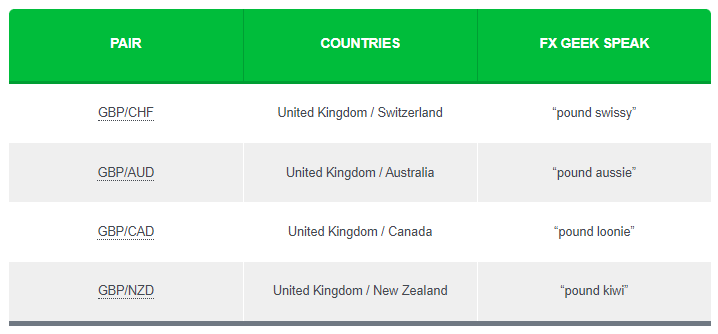 PAIR COUNTRIES FX GEEK SPEAK
GBP/CHF United Kingdom / Switzerland “pound swissy”
GBP/AUD United Kingdom / Australia “pound aussie”
GBP/CAD United Kingdom / Canada “pound loonie”
GBP/NZD United Kingdom / New Zealand “pound kiwi”